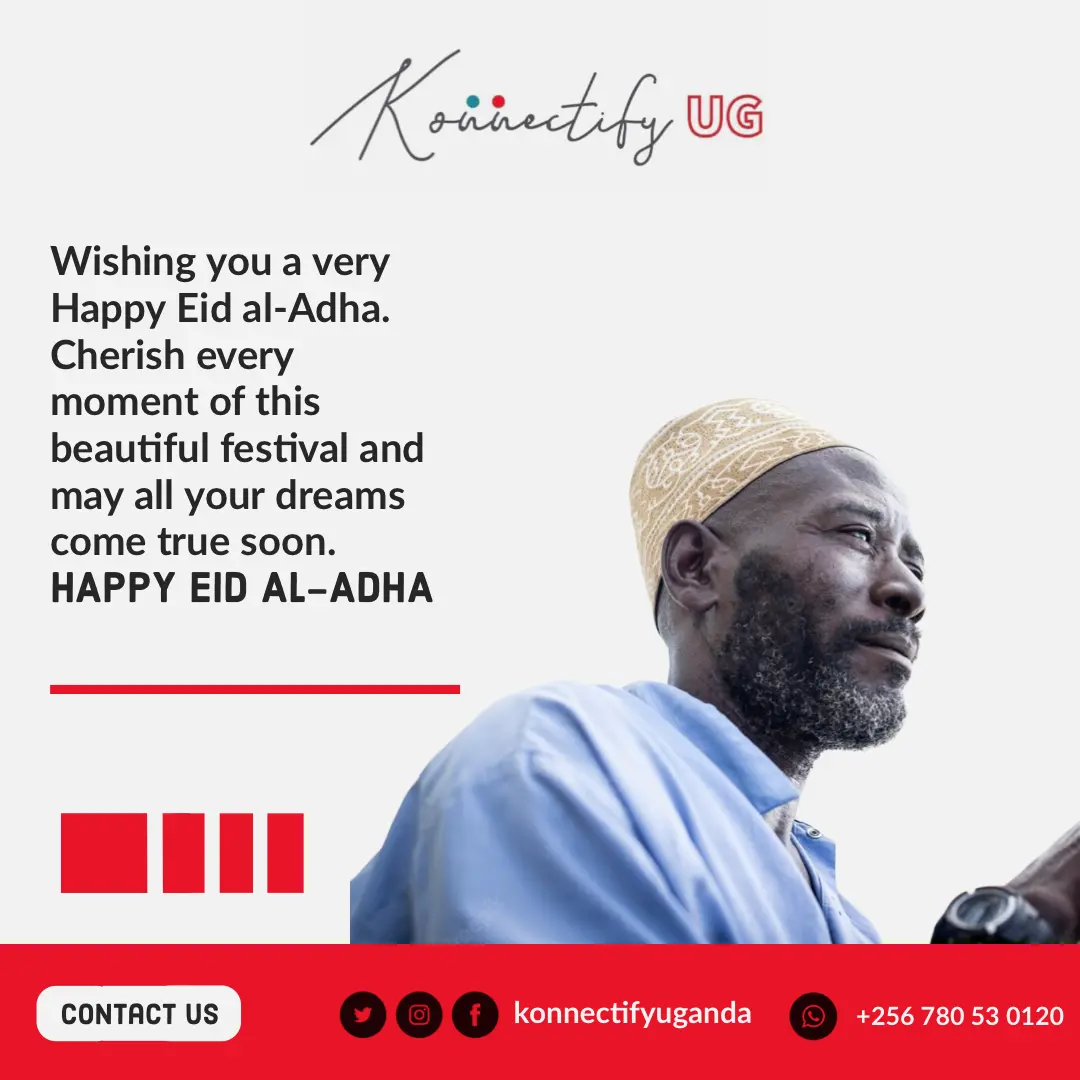 Konnectify UG
Wishing you a very
Happy Eid al-Adha.
Cherish every
moment of this
beautiful festival and
may all your dreams
come true soon.
HAPPY EID AL-ADHA
CONTACT US
konnectifyuganda
+256 780 53 0120